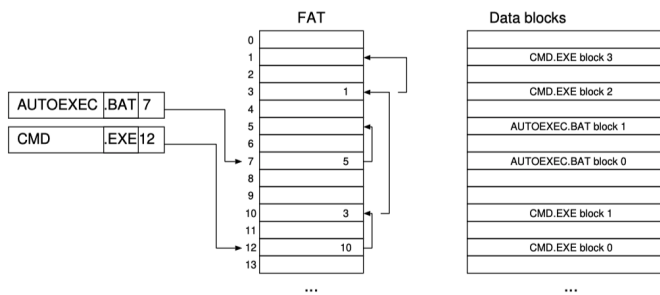 FAT
Data blocks
0
1
CMD.EXE block 3
2
3
1
CMD.EXE block 2
AUTOEXEC .BAT 7
4
CMD .EXE 12
5
AUTOEXEC.BAT block 1
6
7
5
AUTOEXEC.BAT block 0
8
9
10
3
CMD.EXE block 1
11
12
10
CMD.EXE block 0
13
...
...